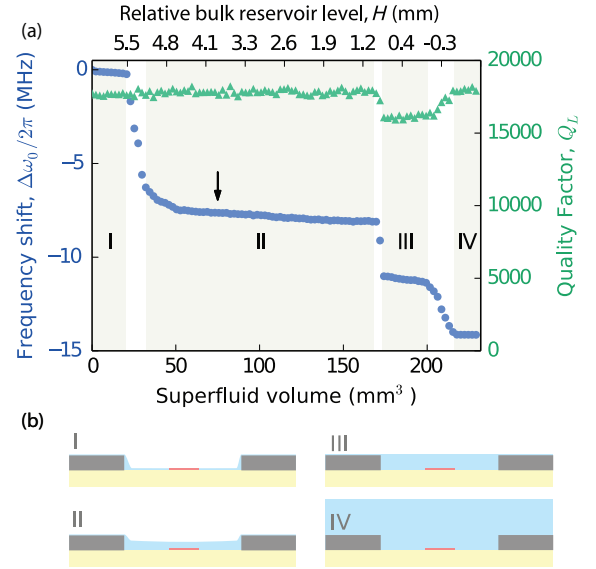 Relative bulk reservoir level, H (mm)
(a)
5.5 4.8 4.1 3.3 2.6 1.9 1.2 0.4 −0.3
0 −5 −10 −15
Frequency shift, Δω₀/2π (MHz)
I II III IV
20000 15000 10000 5000 0
Quality Factor, Q_L
0 50 100 150 200
Superfluid volume (mm³)
(b)
I III
II IV